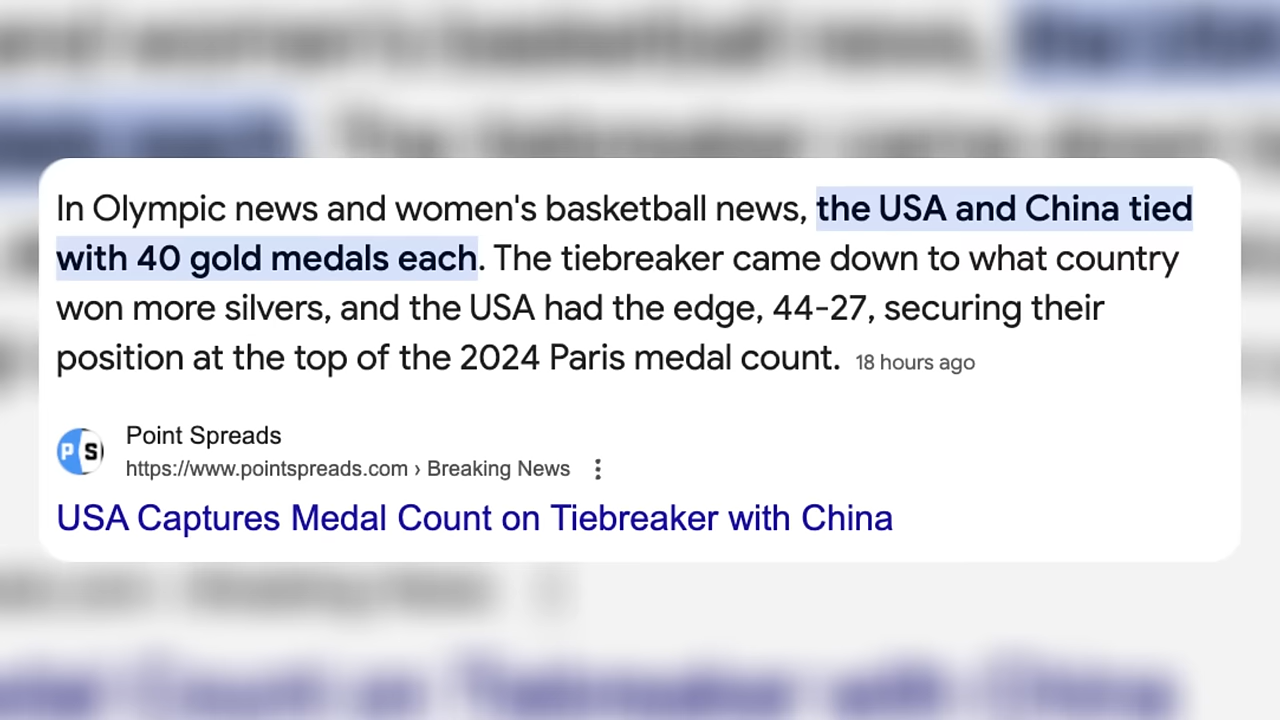 In Olympic news and women's basketball news, the USA and China tied
with 40 gold medals each. The tiebreaker came down to what country
won more silvers, and the USA had the edge, 44-27, securing their
position at the top of the 2024 Paris medal count. 18 hours ago
PS
Point Spreads
https://www.pointspreads.com › Breaking News
USA Captures Medal Count on Tiebreaker with China